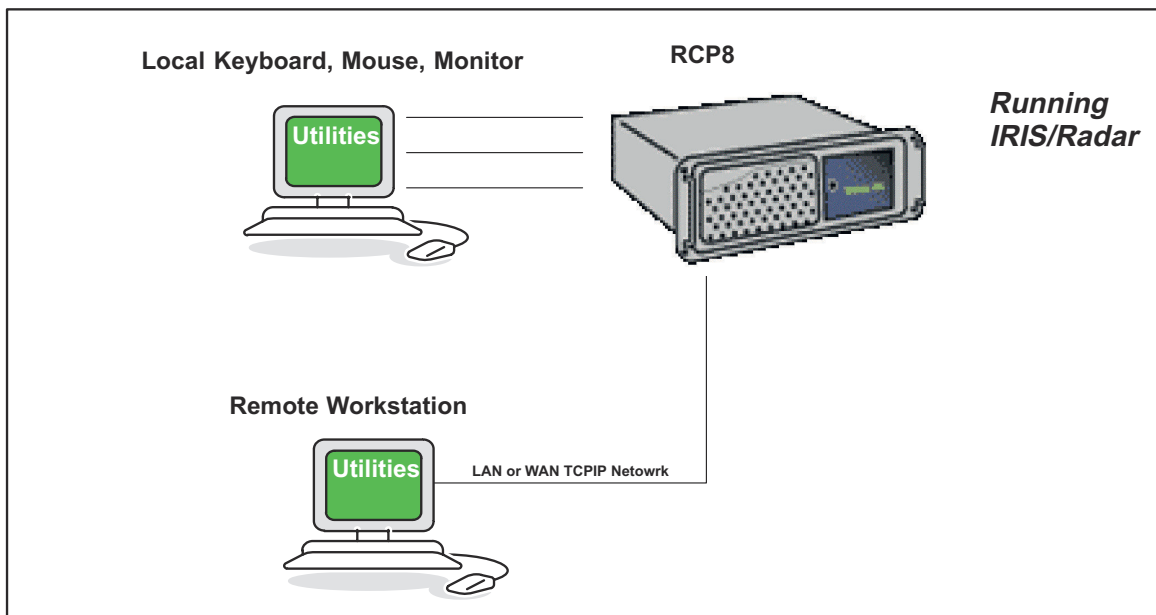 Local Keyboard, Mouse, Monitor
RCP8
Running
IRIS/Radar
Utilities
Remote Workstation
Utilities
LAN or WAN TCPIP Netowrk